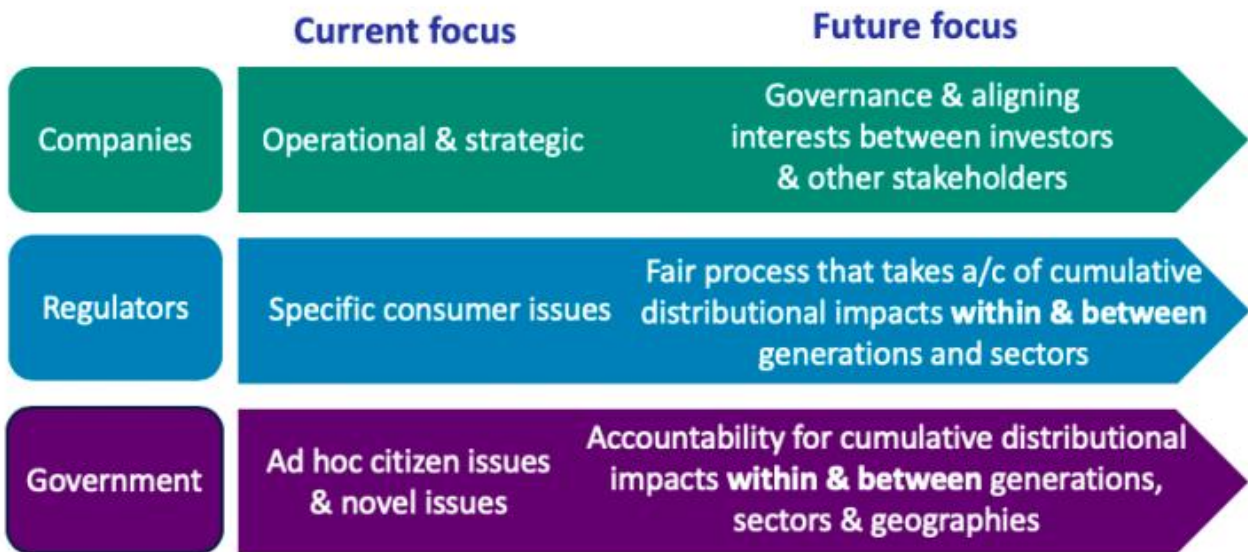 Current focus
Future focus
Companies
Operational & strategic
Governance & aligning
interests between investors
& other stakeholders
Regulators
Specific consumer issues
Fair process that takes a/c of cumulative
distributional impacts within & between
generations and sectors
Government
Ad hoc citizen issues
& novel issues
Accountability for cumulative distributional
impacts within & between generations,
sectors & geographies